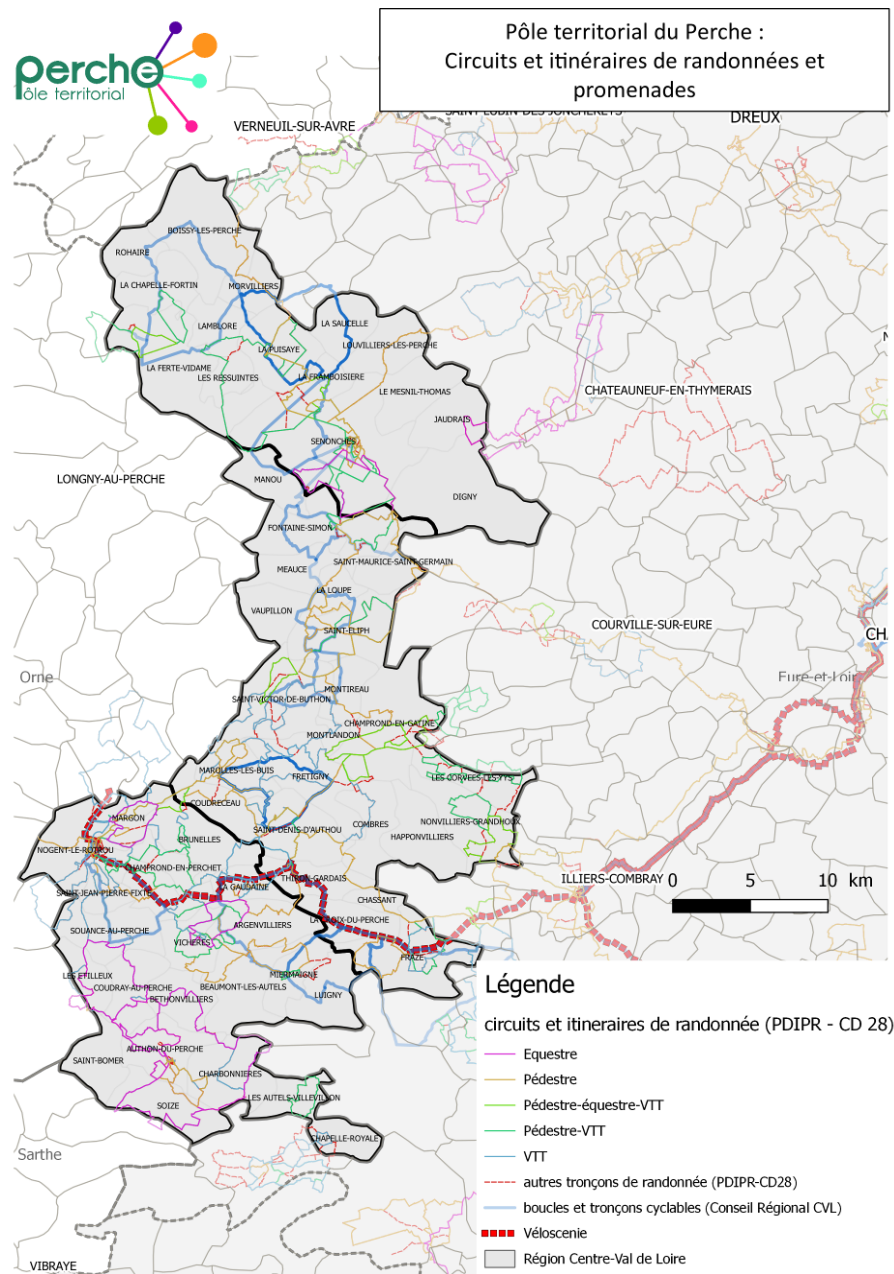 perche
pôle territorial
Pôle territorial du Perche :
Circuits et itinéraires de randonnées et
promenades
SAINT-LUBIN-DES-JONCHERETS
DREUX
VERNEUIL-SUR-AVRE
BOISSY-LES-PERCHE
ROHAIRE
LA CHAPELLE-FORTIN
MORVILLIERS
LAMBLORE
LA SAUCELLE
LOUVILLIERS-LES-PERCHE
LA PUISAYE
LA FERTE-VIDAME
LES RESSUINTES
LA FRAMBOISIERE
LE MESNIL-THOMAS
CHATEAUNEUF-EN-THYMERAIS
JAUDRAIS
SENONCHES
LONGNY-AU-PERCHE
MANOU
DIGNY
FONTAINE-SIMON
SAINT-MAURICE-SAINT-GERMAIN
MEAUCE
LA LOUPE
VAUPILLON
COURVILLE-SUR-EURE
SAINT-ELIPH
CHA
Orne
Eure-et-Loir
MONTIREAU
SAINT-VICTOR-DE-BUTHON
CHAMPROND-EN-GATINE
MONTLANDON
MAROLLES-LES-BUIS
FRETIGNY
LES CORVEES-LES-YYS
COUDRECEAU
MARGON
COMBRES
NONVILLIERS-GRANDHOUX
SAINT-DENIS-D'AUTHOU
HAPPONVILLIERS
BRUNELLES
NOGENT-LE-ROTROU
CHAMPROND-EN-PERCHET
THIRON-GARDAIS
ILLIERS-COMBRAY
SAINT-JEAN-PIERRE-FIXTE
LA GAUDAINE
CHASSANT
0 5 10 km
LA CROIX-DU-PERCHE
ARGENVILLIERS
SOUANCE-AU-PERCHE
VICHERES
FRAZE
LES ETILLEUX
MIERMAIGNE
COUDRAY-AU-PERCHE
BEAUMONT-LES-AUTELS
BETHONVILLIERS
LUIGNY
AUTHON-DU-PERCHE
SAINT-BOMER
CHARBONNIERES
LES AUTELS-VILLEVILLON
SOIZE
CHAPELLE-ROYALE
Sarthe
VIBRAYE
Légende
circuits et itineraires de randonnée (PDIPR - CD 28)
Equestre
Pédestre
Pédestre-équestre-VTT
Pédestre-VTT
VTT
autres tronçons de randonnée (PDIPR-CD28)
boucles et tronçons cyclables (Conseil Régional CVL)
Véloscenie
Région Centre-Val de Loire